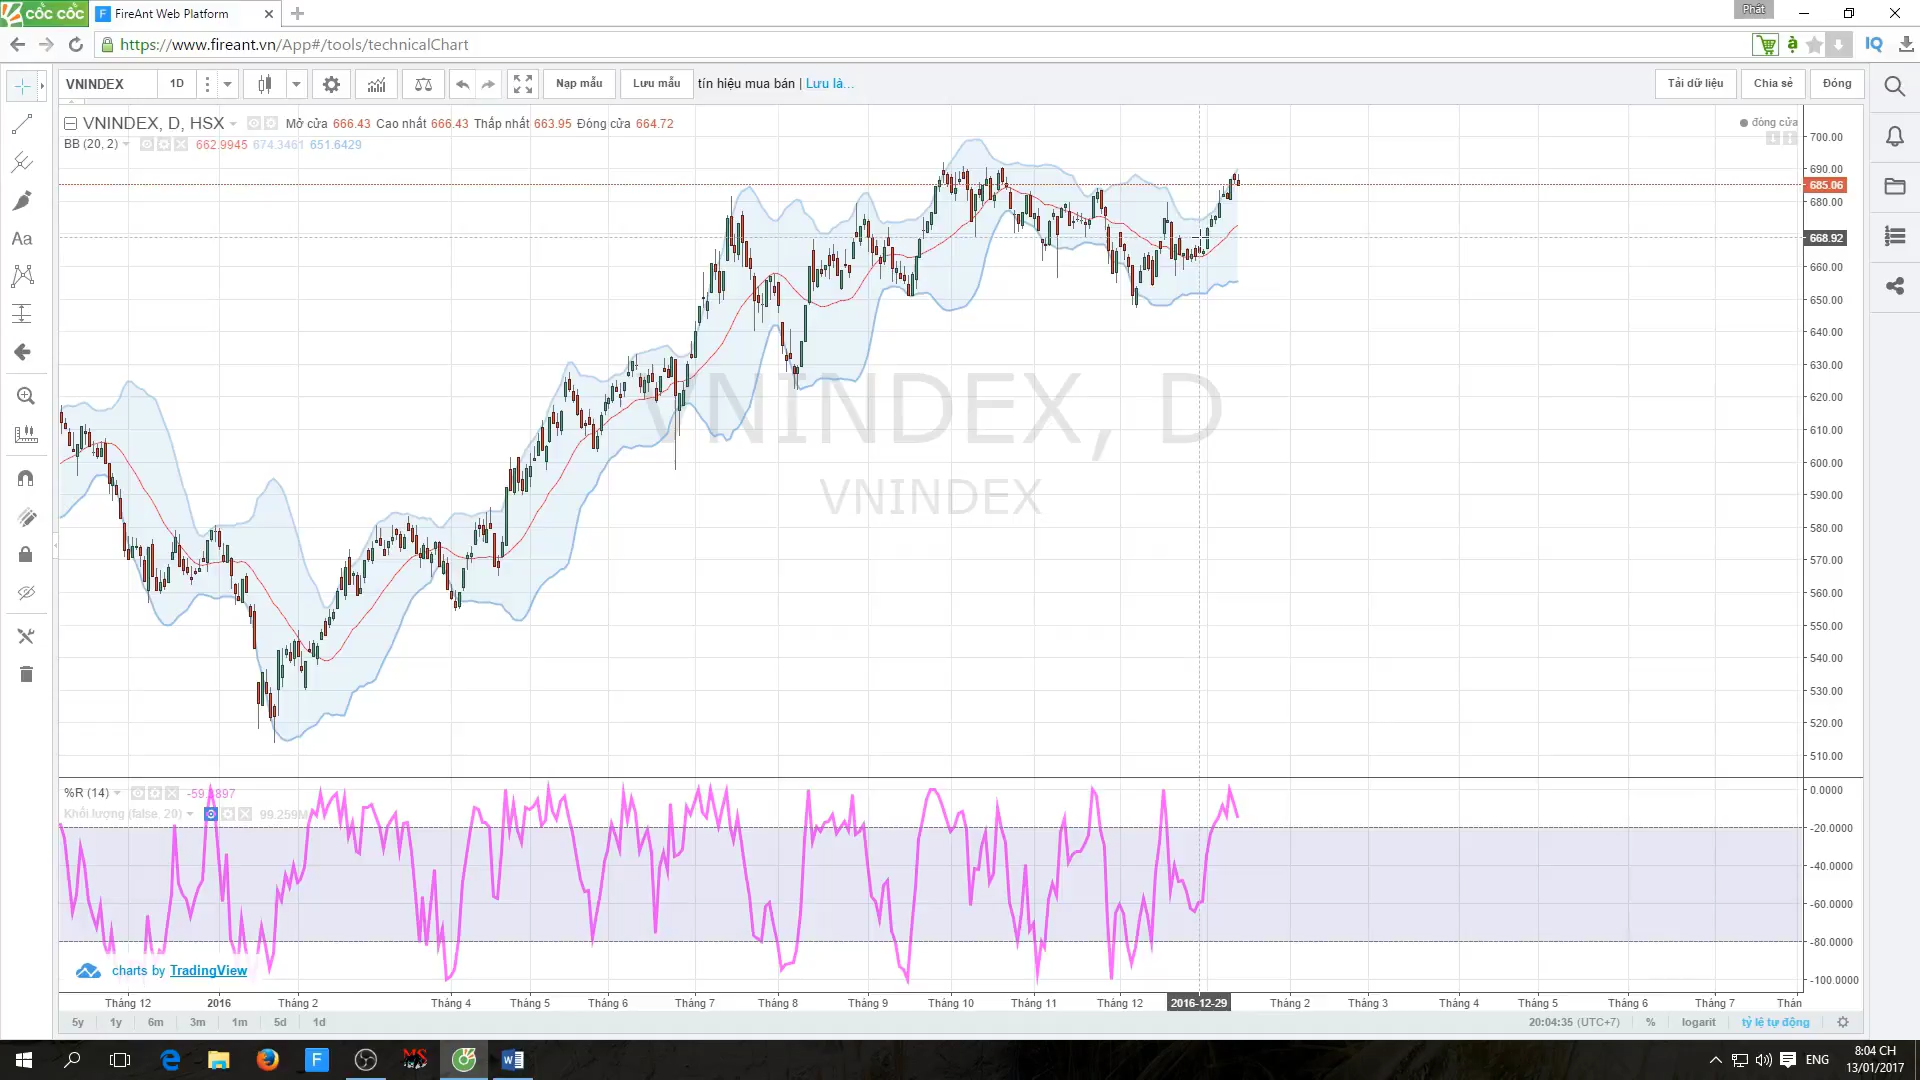 cốc cốc FireAnt Web Platform Phát
https://www.fireant.vn/App#/tools/technicalChart IQ
VNINDEX 1D Nạp mẫu Lưu mẫu tín hiệu mua bán | Lưu là... Tải dữ liệu Chia sẻ Đóng
VNINDEX, D, HSX Mở cửa 666.43 Cao nhất 666.43 Thấp nhất 663.95 Đóng cửa 664.72 đóng cửa
BB (20, 2) 662.9945 674.3461 651.6429
Aa
VNINDEX, D
VNINDEX
700.00
690.00
685.06
680.00
668.92
660.00
650.00
640.00
630.00
620.00
610.00
600.00
590.00
580.00
570.00
560.00
550.00
540.00
530.00
520.00
510.00
%R (14)
Khối lượng (false, 20) 99.259M
0.0000
-20.0000
-40.0000
-60.0000
-80.0000
-100.0000
charts by TradingView
Tháng 12 2016 Tháng 2 Tháng 4 Tháng 5 Tháng 6 Tháng 7 Tháng 8 Tháng 9 Tháng 10 Tháng 11 Tháng 12 2016-12-29 Tháng 2 Tháng 3 Tháng 4 Tháng 5 Tháng 6 Tháng 7 Thán
5y 1y 6m 3m 1m 5d 1d 20:04:35 (UTC+7) % logarit tỷ lệ tự động
ENG 8:04 CH
13/01/2017